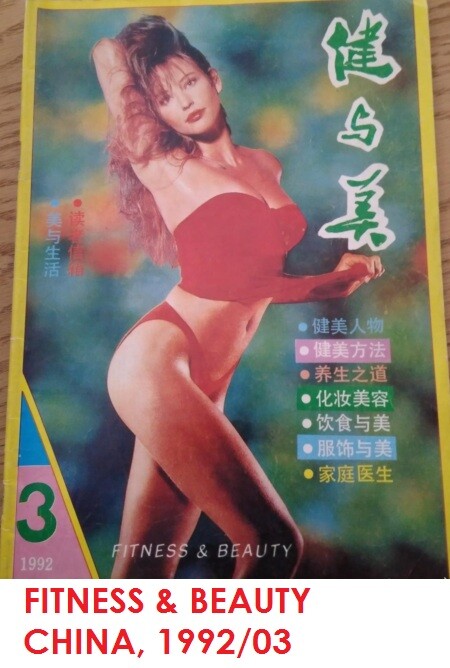 健与美
●美与生活
●健美人物
●健美方法
●养生之道
●化妆美容
●饮食与美
●服饰与美
●家庭医生
3
1992
FITNESS & BEAUTY
FITNESS & BEAUTY
CHINA, 1992/03